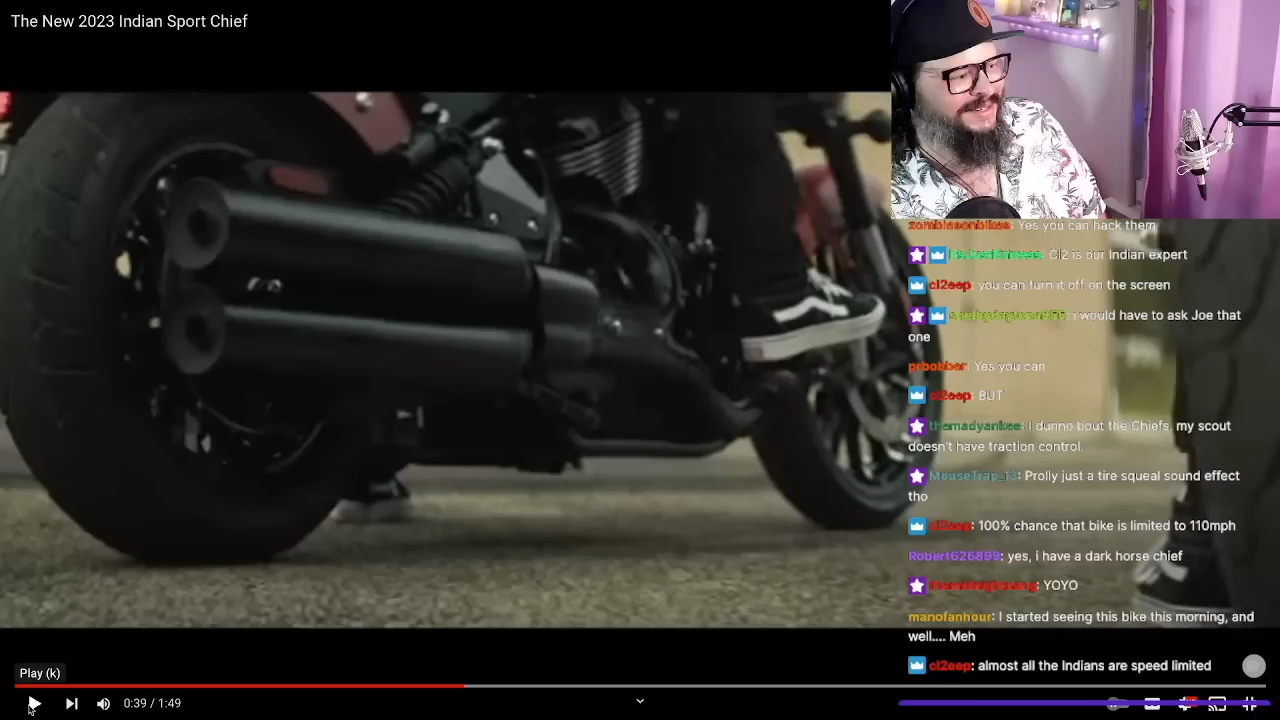 The New 2023 Indian Sport Chief
Yes you can hack them
Cl2 is our Indian expert
cl2eep: you can turn it off on the screen
i would have to ask Joe that
one
prbobber: Yes you can
cl2eep: BUT
themadyankee: I dunno bout the Chiefs, my scout
doesn't have traction control.
MouseTrap_13: Prolly just a tire squeal sound effect
tho
cl2eep: 100% chance that bike is limited to 110mph
Robert626899: yes, i have a dark horse chief
YOYO
manofanhour: I started seeing this bike this morning, and
well.... Meh
cl2eep: almost all the Indians are speed limited
Play (k)
0:39 / 1:49